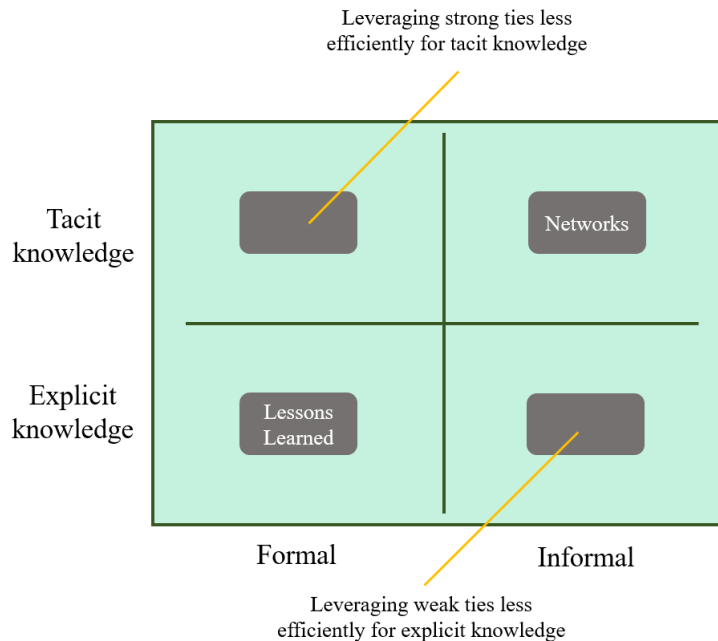 Leveraging strong ties less
efficiently for tacit knowledge
Tacit
knowledge
Networks
Explicit
knowledge
Lessons
Learned
Formal
Informal
Leveraging weak ties less
efficiently for explicit knowledge